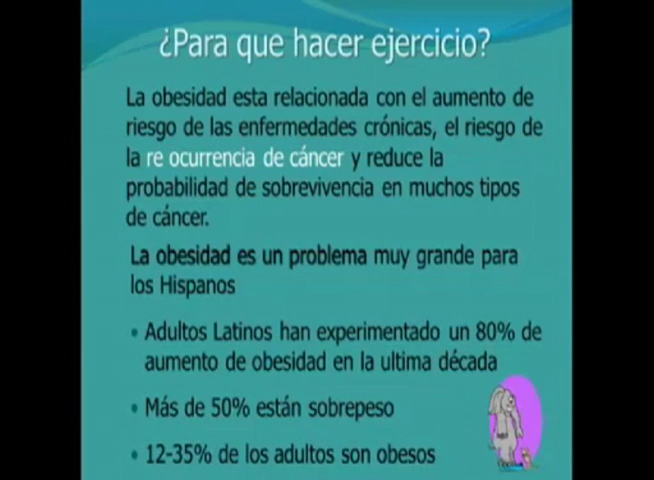 ¿Para que hacer ejercicio?
La obesidad esta relacionada con el aumento de
riesgo de las enfermedades crónicas, el riesgo de
la re ocurrencia de cáncer y reduce la
probabilidad de sobrevivencia en muchos tipos
de cáncer.
La obesidad es un problema muy grande para
los Hispanos
• Adultos Latinos han experimentado un 80% de
aumento de obesidad en la ultima década
• Más de 50% están sobrepeso
• 12-35% de los adultos son obesos